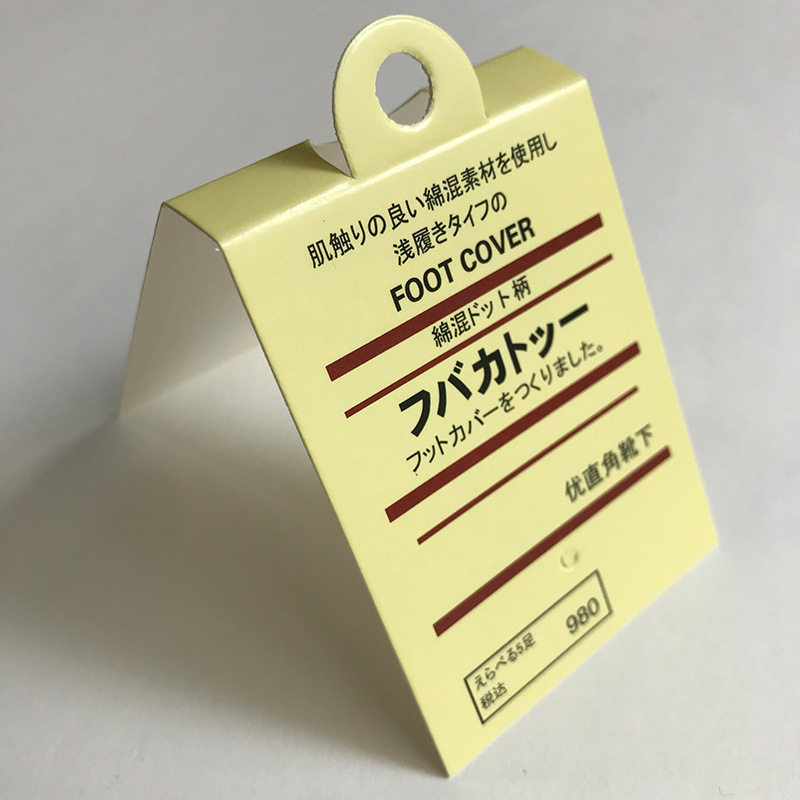 肌触りの良い綿混素材を使用し
浅履きタイプの
FOOT COVER
綿混ドット柄
フバカトッー
フットカバーをつくりました。
优直角靴下
えらべる5足
税达
980